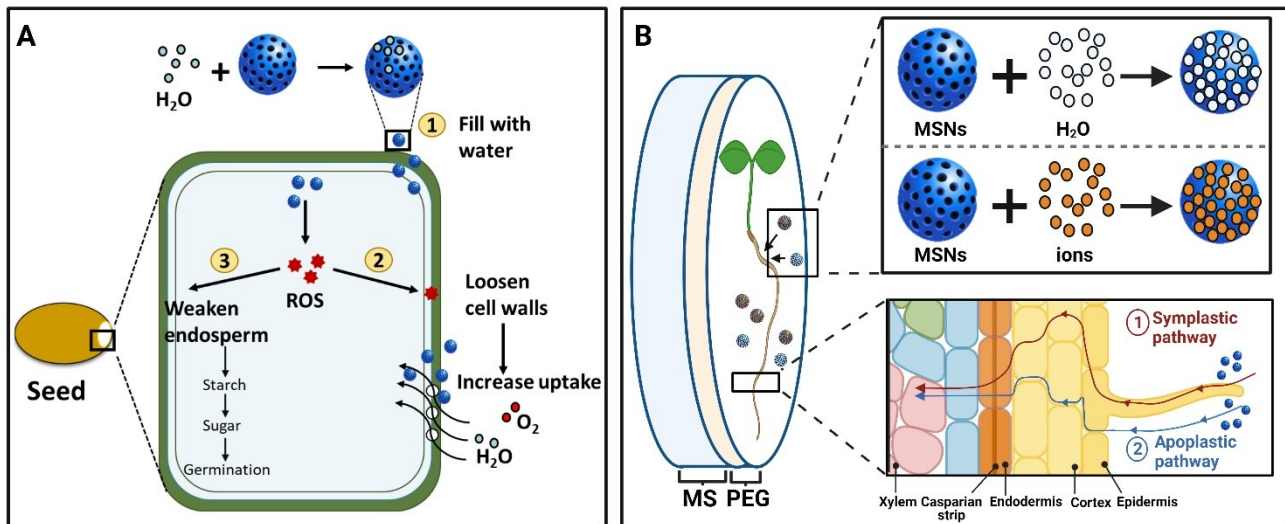 A
H₂O
+
1
Fill with
water
3
2
ROS
Weaken
endosperm
Starch
Sugar
Germination
Loosen
cell walls
Increase uptake
O₂
H₂O
Seed
B
MS PEG
+
MSNs
H₂O
+
MSNs
ions
1 Symplastic
pathway
2 Apoplastic
pathway
Xylem Casparian
strip
Endodermis
Cortex
Epidermis